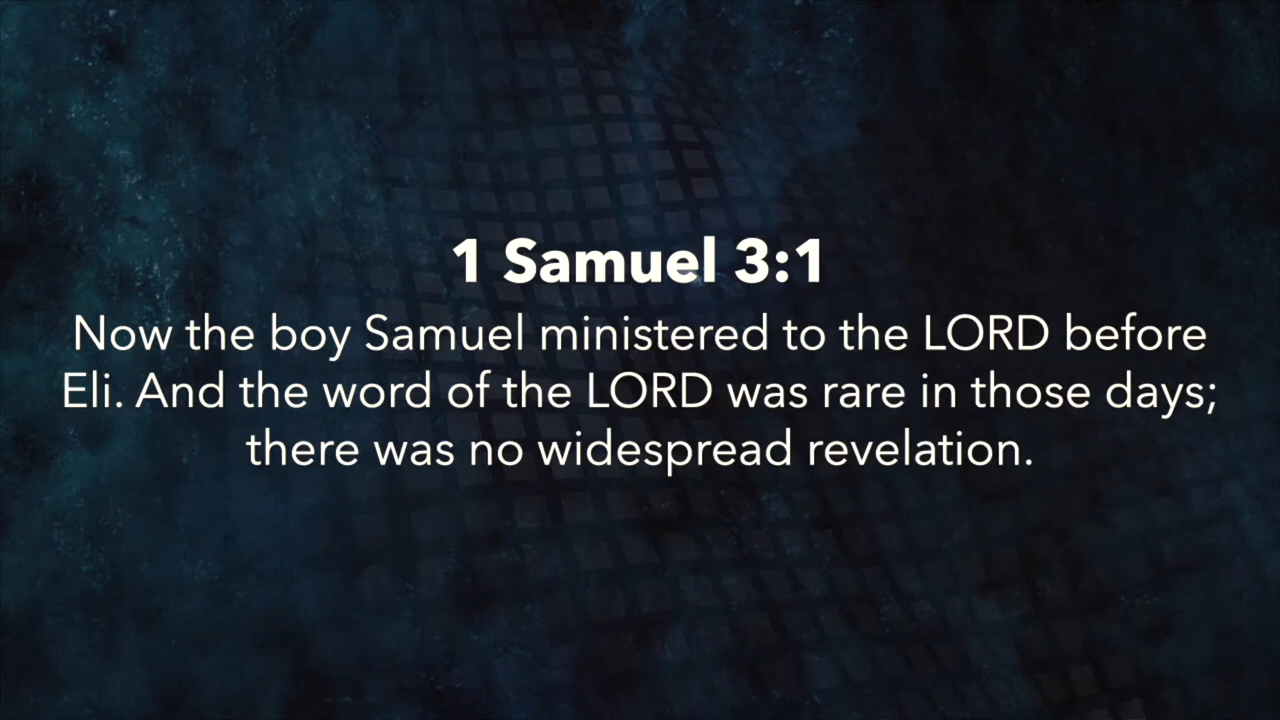 1 Samuel 3:1
Now the boy Samuel ministered to the LORD before
Eli. And the word of the LORD was rare in those days;
there was no widespread revelation.